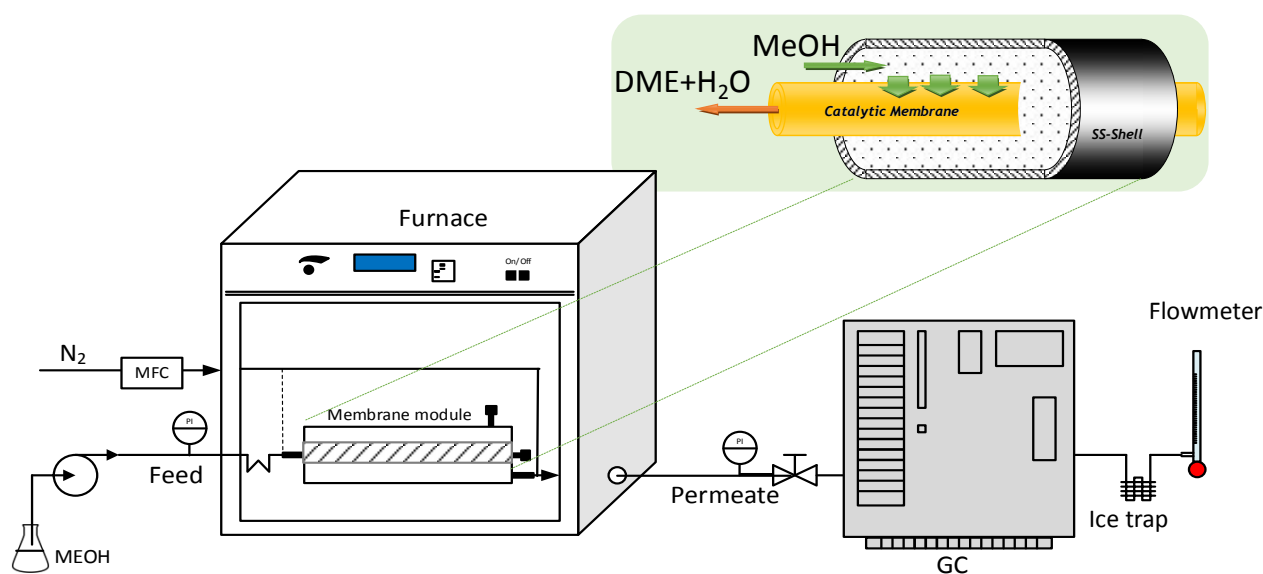 MeOH
DME+H₂O
Catalytic Membrane
SS-Shell
Furnace
On/Off
Flowmeter
N₂
MFC
Membrane module
PI
Feed
PI
Permeate
Ice trap
MEOH
GC